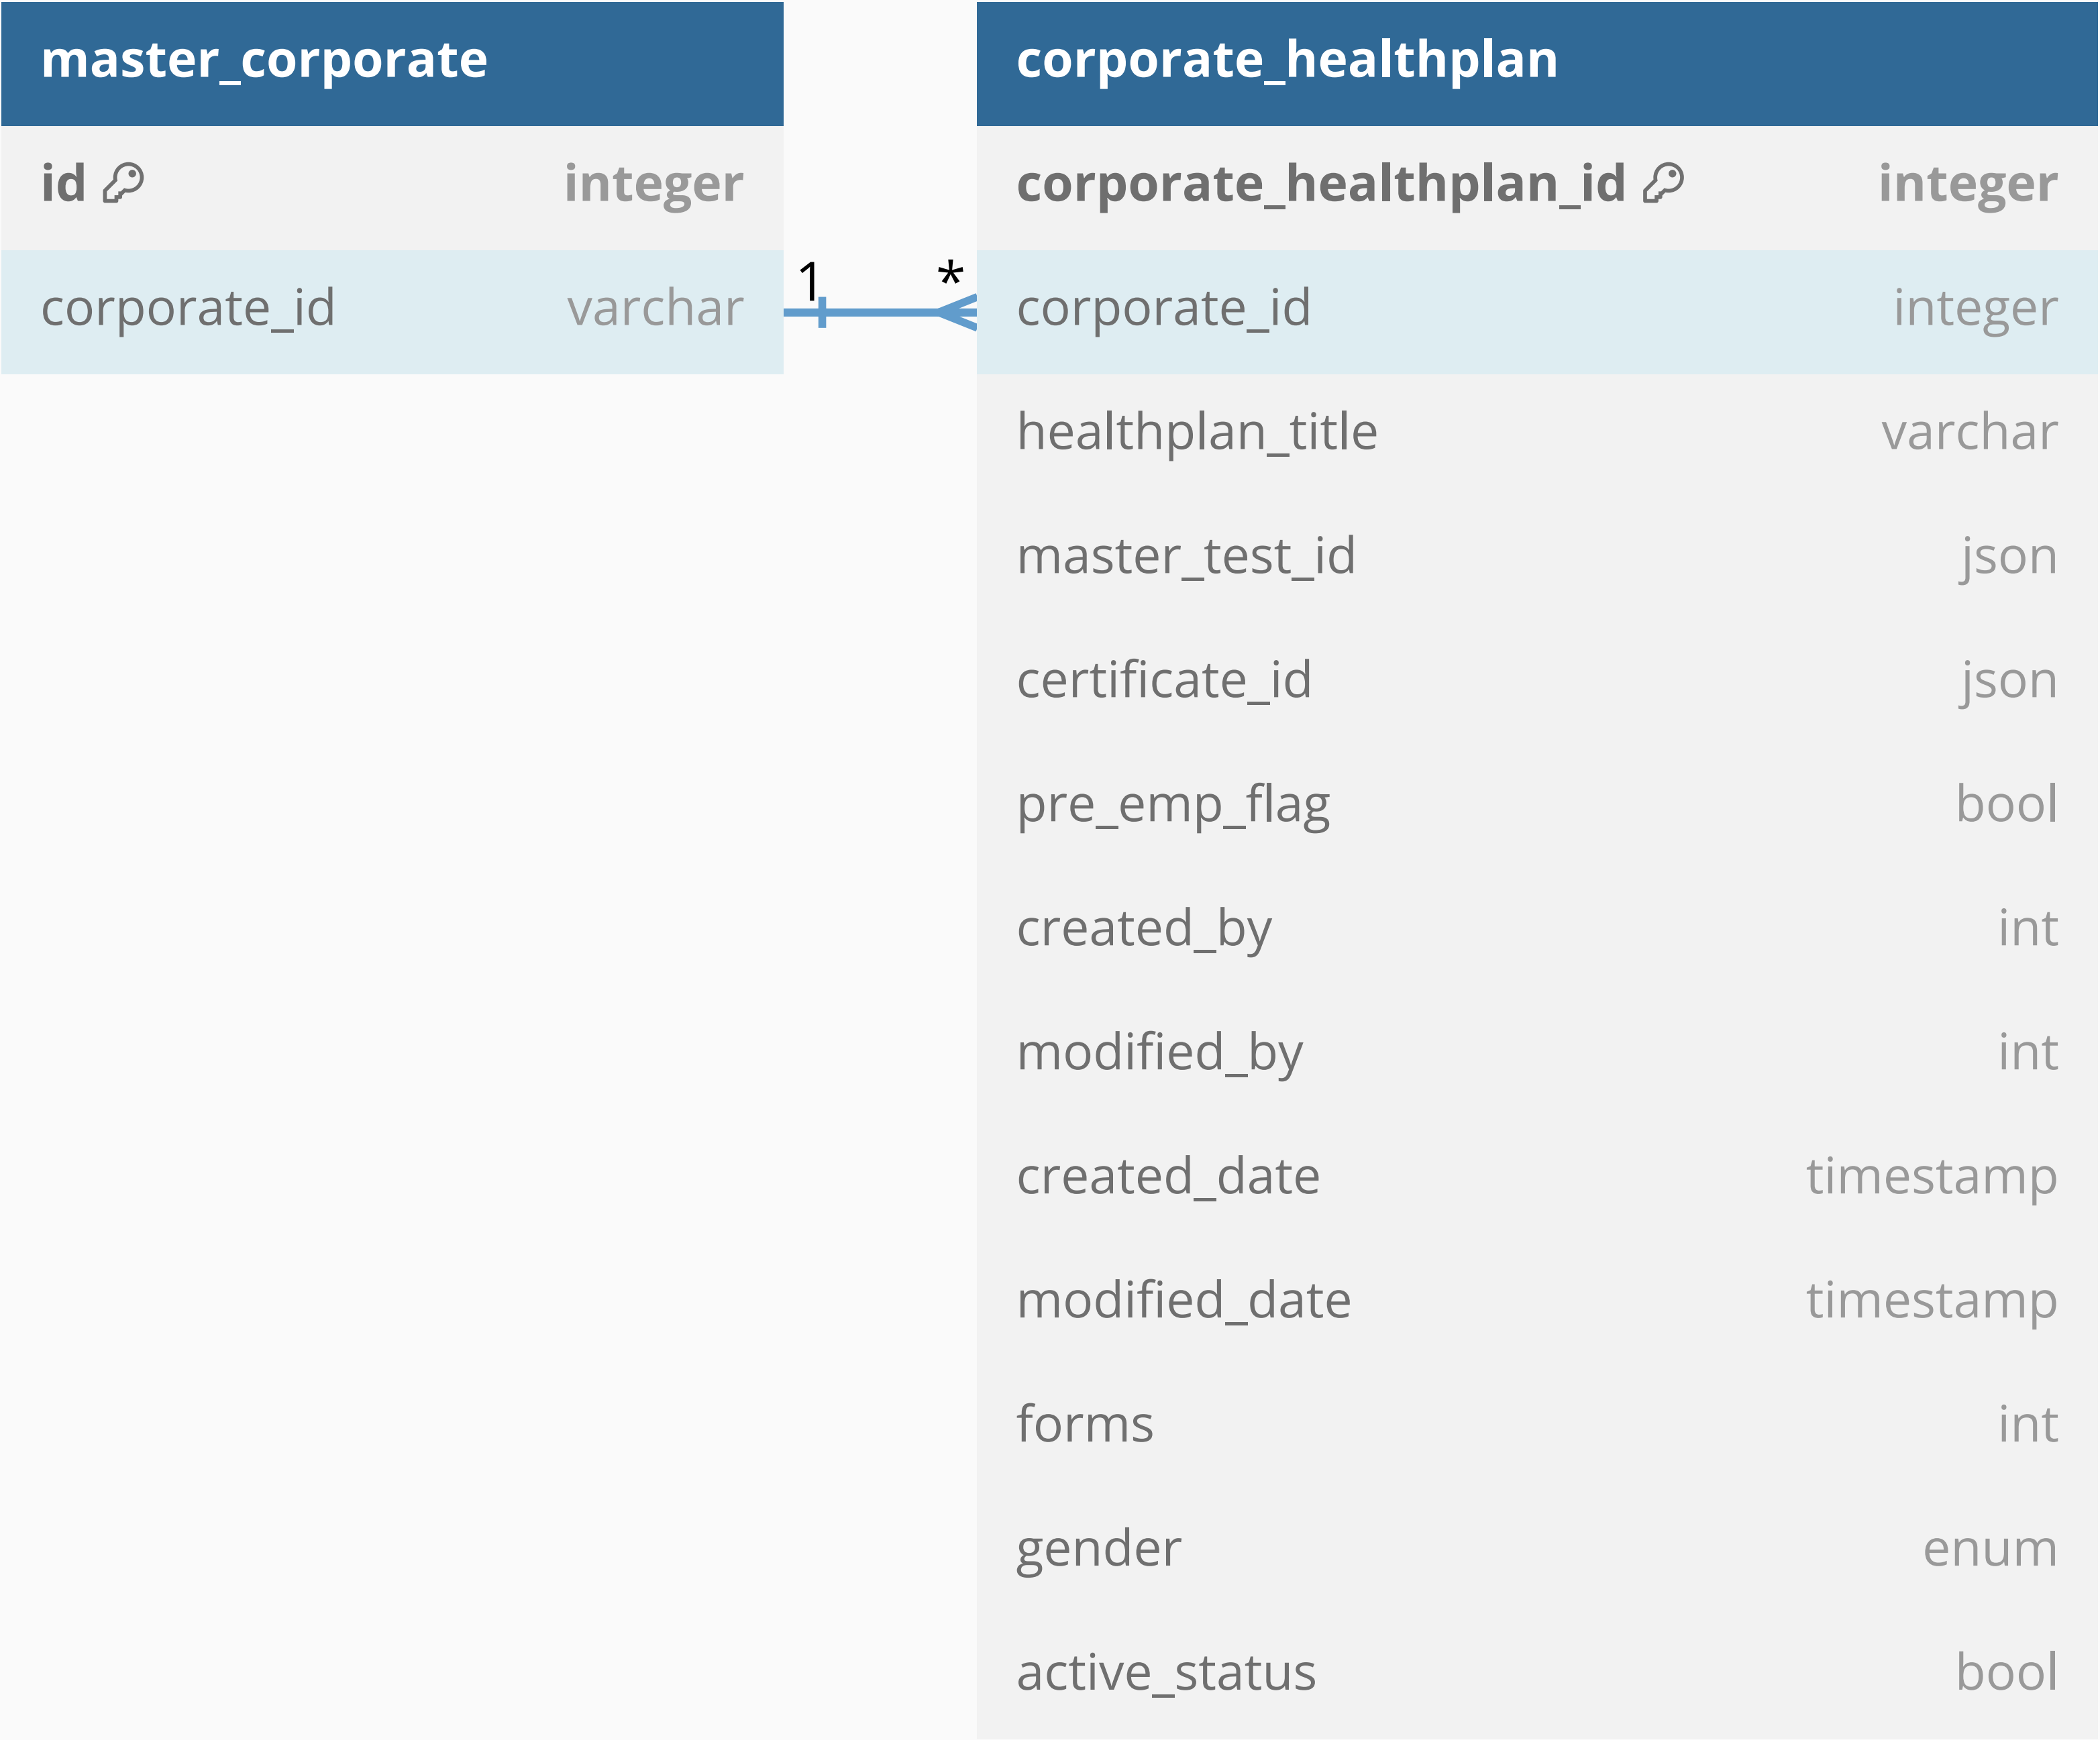 master_corporate
id integer
corporate_id varchar
1 *
corporate_healthplan
corporate_healthplan_id integer
corporate_id integer
healthplan_title varchar
master_test_id json
certificate_id json
pre_emp_flag bool
created_by int
modified_by int
created_date timestamp
modified_date timestamp
forms int
gender enum
active_status bool